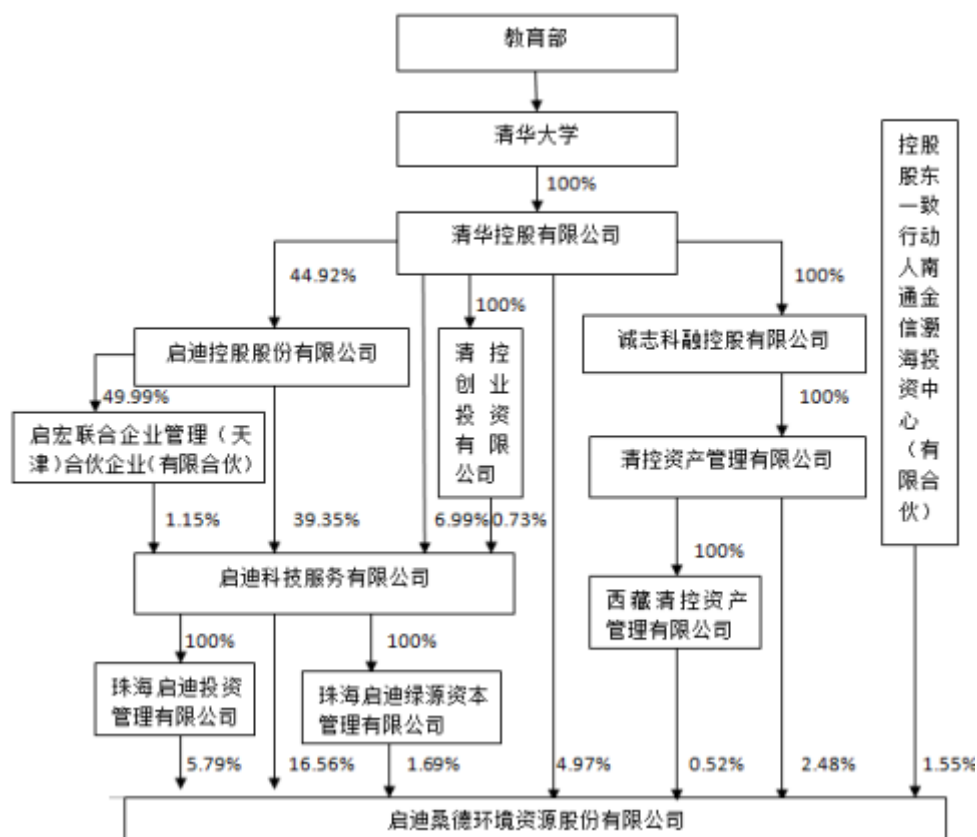 教育部
清华大学
100%
清华控股有限公司
44.92%
100%
100%
启迪控股股份有限公司
清控
创业
投资
有限
公司
诚志科融控股有限公司
49.99%
100%
启宏联合企业管理（天
津）合伙企业（有限合伙）
清控资产管理有限公司
控股
股东
一致
行动
人南
通金
信灏
海投
资中
心
（有
限合
伙）
1.15%
39.35%
6.99%
0.73%
100%
启迪科技服务有限公司
西藏清控资产
管理有限公司
100%
100%
珠海启迪投资
管理有限公司
珠海启迪绿源资本
管理有限公司
5.79%
16.56%
1.69%
4.97%
0.52%
2.48%
1.55%
启迪桑德环境资源股份有限公司